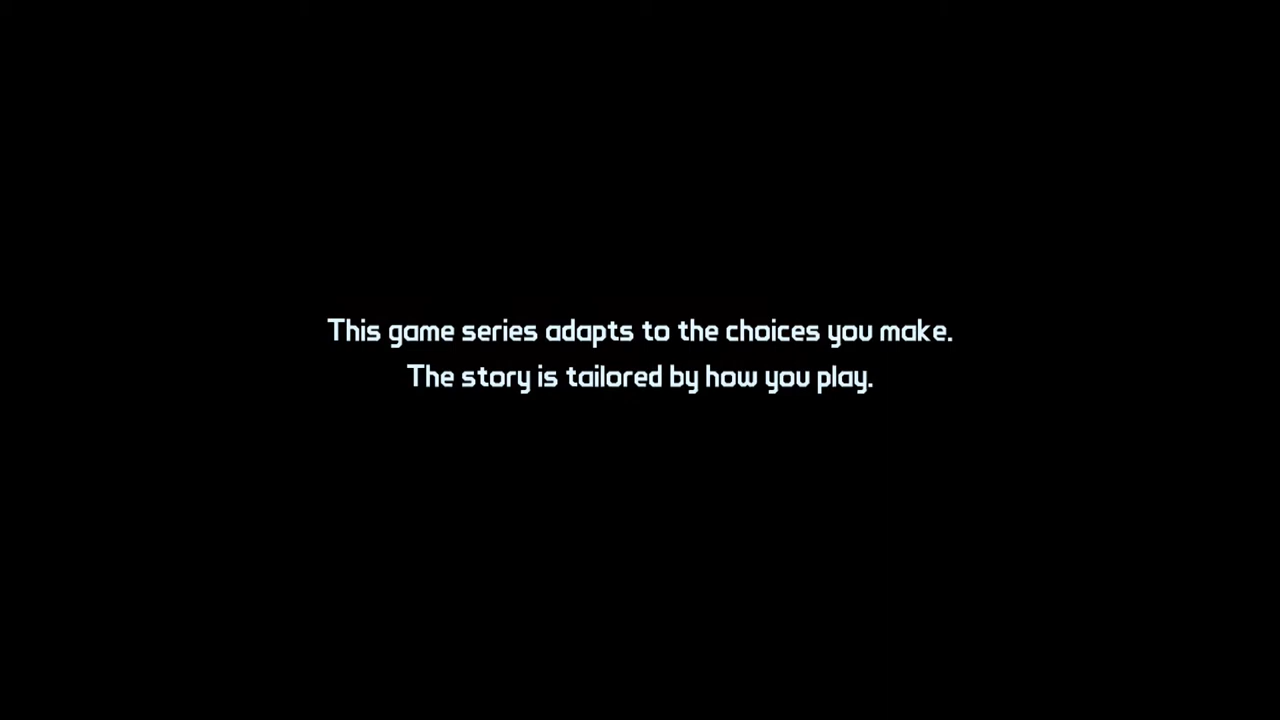 This game series adapts to the choices you make.
The story is tailored by how you play.